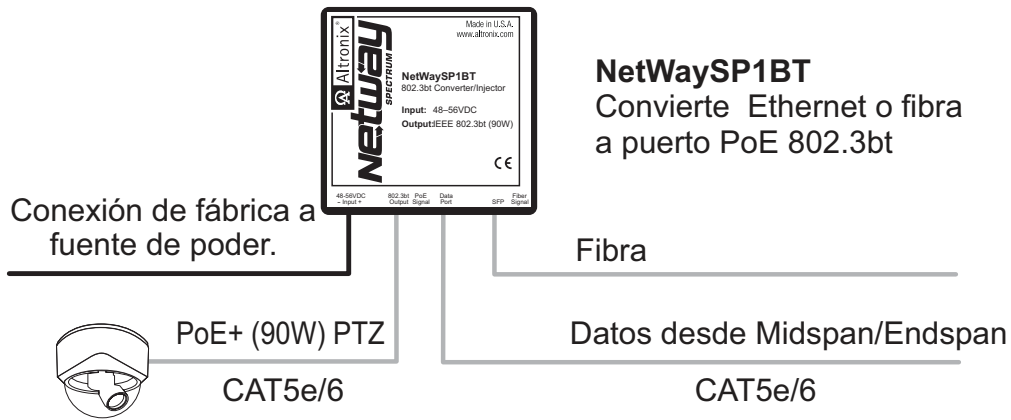 Altronix
Netway
SPECTRUM
Made in U.S.A.
www.altronix.com
NetWaySP1BT
802.3bt Converter/Injector
Input: 48–56VDC
Output:IEEE 802.3bt (90W)
CE
48-56VDC
– Input +
802.3bt
Output
PoE
Signal
Data
Port
SFP
Fiber
Signal
NetWaySP1BT
Convierte Ethernet o fibra
a puerto PoE 802.3bt
Conexión de fábrica a
fuente de poder.
Fibra
PoE+ (90W) PTZ
Datos desde Midspan/Endspan
CAT5e/6
CAT5e/6